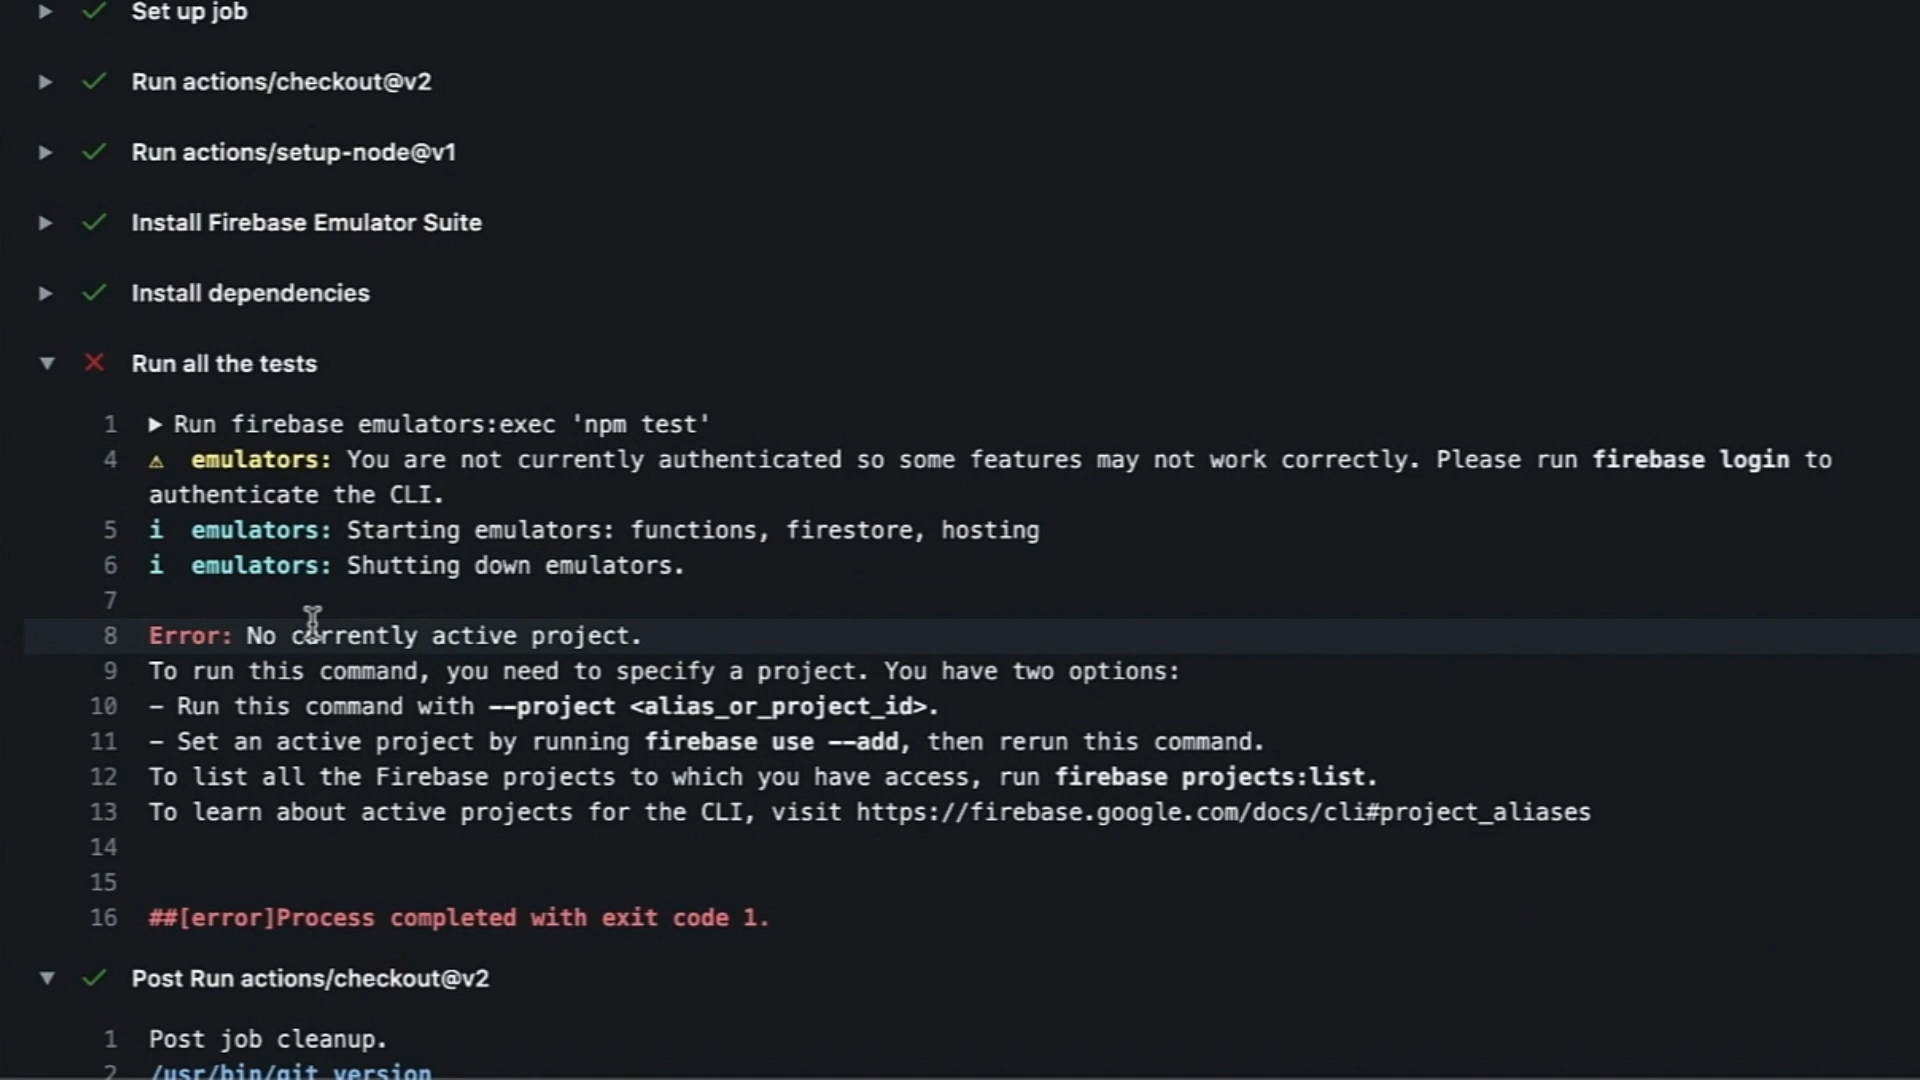 Set up job
Run actions/checkout@v2
Run actions/setup-node@v1
Install Firebase Emulator Suite
Install dependencies
Run all the tests
1 ▶ Run firebase emulators:exec 'npm test'
4 ⚠ emulators: You are not currently authenticated so some features may not work correctly. Please run firebase login to
authenticate the CLI.
5 i emulators: Starting emulators: functions, firestore, hosting
6 i emulators: Shutting down emulators.
7
8 Error: No currently active project.
9 To run this command, you need to specify a project. You have two options:
10 – Run this command with --project <alias_or_project_id>.
11 – Set an active project by running firebase use --add, then rerun this command.
12 To list all the Firebase projects to which you have access, run firebase projects:list.
13 To learn about active projects for the CLI, visit https://firebase.google.com/docs/cli#project_aliases
14
15
16 ##[error]Process completed with exit code 1.
Post Run actions/checkout@v2
1 Post job cleanup.
2 /usr/bin/git version